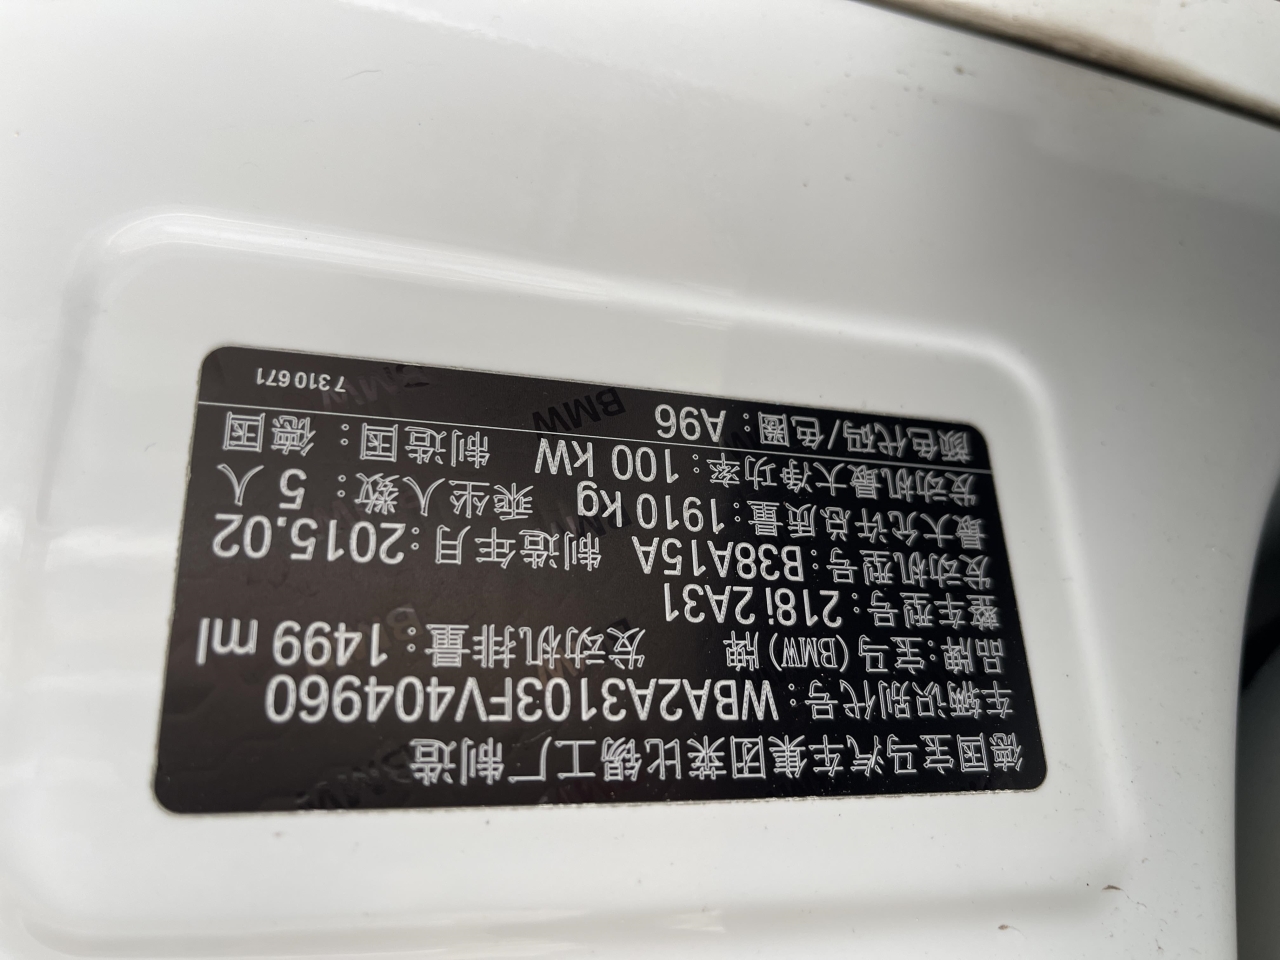 德国宝马汽车集团莱比锡工厂制造
车辆识别代号：WBA2A3103FV404960
品牌：宝马(BMW)牌 发动机排量：1499 ml
整车型号：218i 2A31
发动机型号：B38A15A 制造年月：2015.02
最大允许总质量：1910 kg 乘坐人数：5 人
发动机最大净功率：100 kW 制造国：德国
颜色代码/色圈：A96
7310671